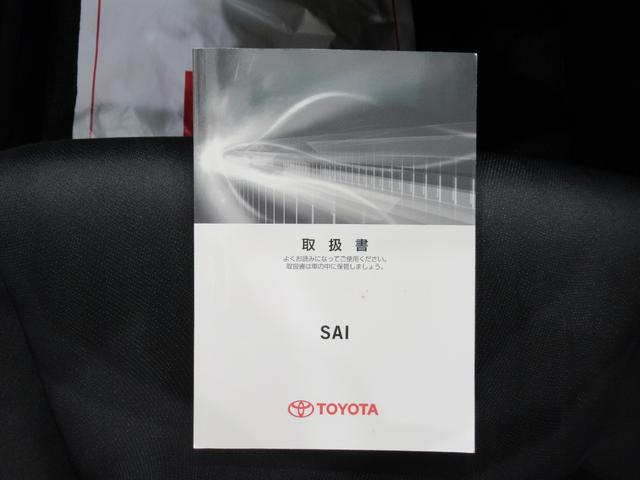 取扱書
よくお読みになってご使用ください。
取扱書は車の中に保管しましょう。
SAI
TOYOTA